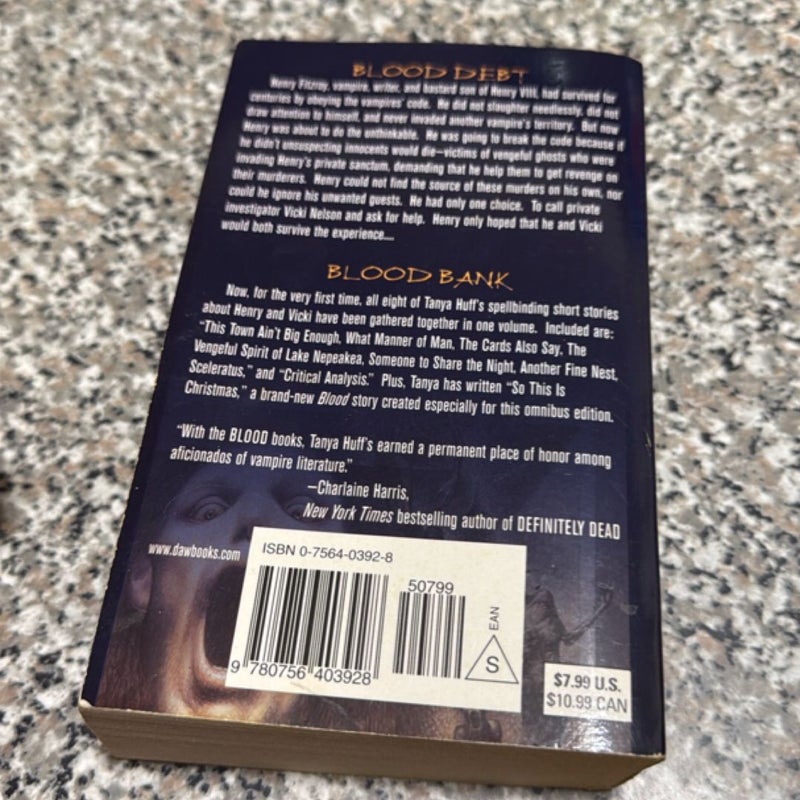 BLOOD DEBT
Henry Fitzroy, vampire, writer, and bastard son of Henry VIII, had survived for
centuries by obeying the vampires' code. He did not slaughter needlessly, did not
draw attention to himself, and never invaded another vampire's territory. But now
Henry was about to do the unthinkable. He was going to break the code because if
he didn't unsuspecting innocents would die—victims of vengeful ghosts who were
invading Henry's private sanctum, demanding that he help them to get revenge on
their murderers. Henry could not find the source of these murders on his own, nor
could he ignore his unwanted guests. He had only one choice. To call private
investigator Vicki Nelson and ask for help. Henry only hoped that he and Vicki
would both survive the experience....
BLOOD BANK
Now, for the very first time, all eight of Tanya Huff's spellbinding short stories
about Henry and Vicki have been gathered together in one volume. Included are:
"This Town Ain't Big Enough, What Manner of Man, The Cards Also Say, The
Vengeful Spirit of Lake Nepeakea, Someone to Share the Night, Another Fine Nest,
Sceleratus," and "Critical Analysis." Plus, Tanya has written "So This Is
Christmas," a brand-new Blood story created especially for this omnibus edition.
"With the BLOOD books, Tanya Huff's earned a permanent place of honor among
aficionados of vampire literature."
—Charlaine Harris,
New York Times bestselling author of DEFINITELY DEAD
www.dawbooks.com
ISBN 0-7564-0392-8
50799
9 780756 403928
EAN
S
$7.99 U.S.
$10.99 CAN